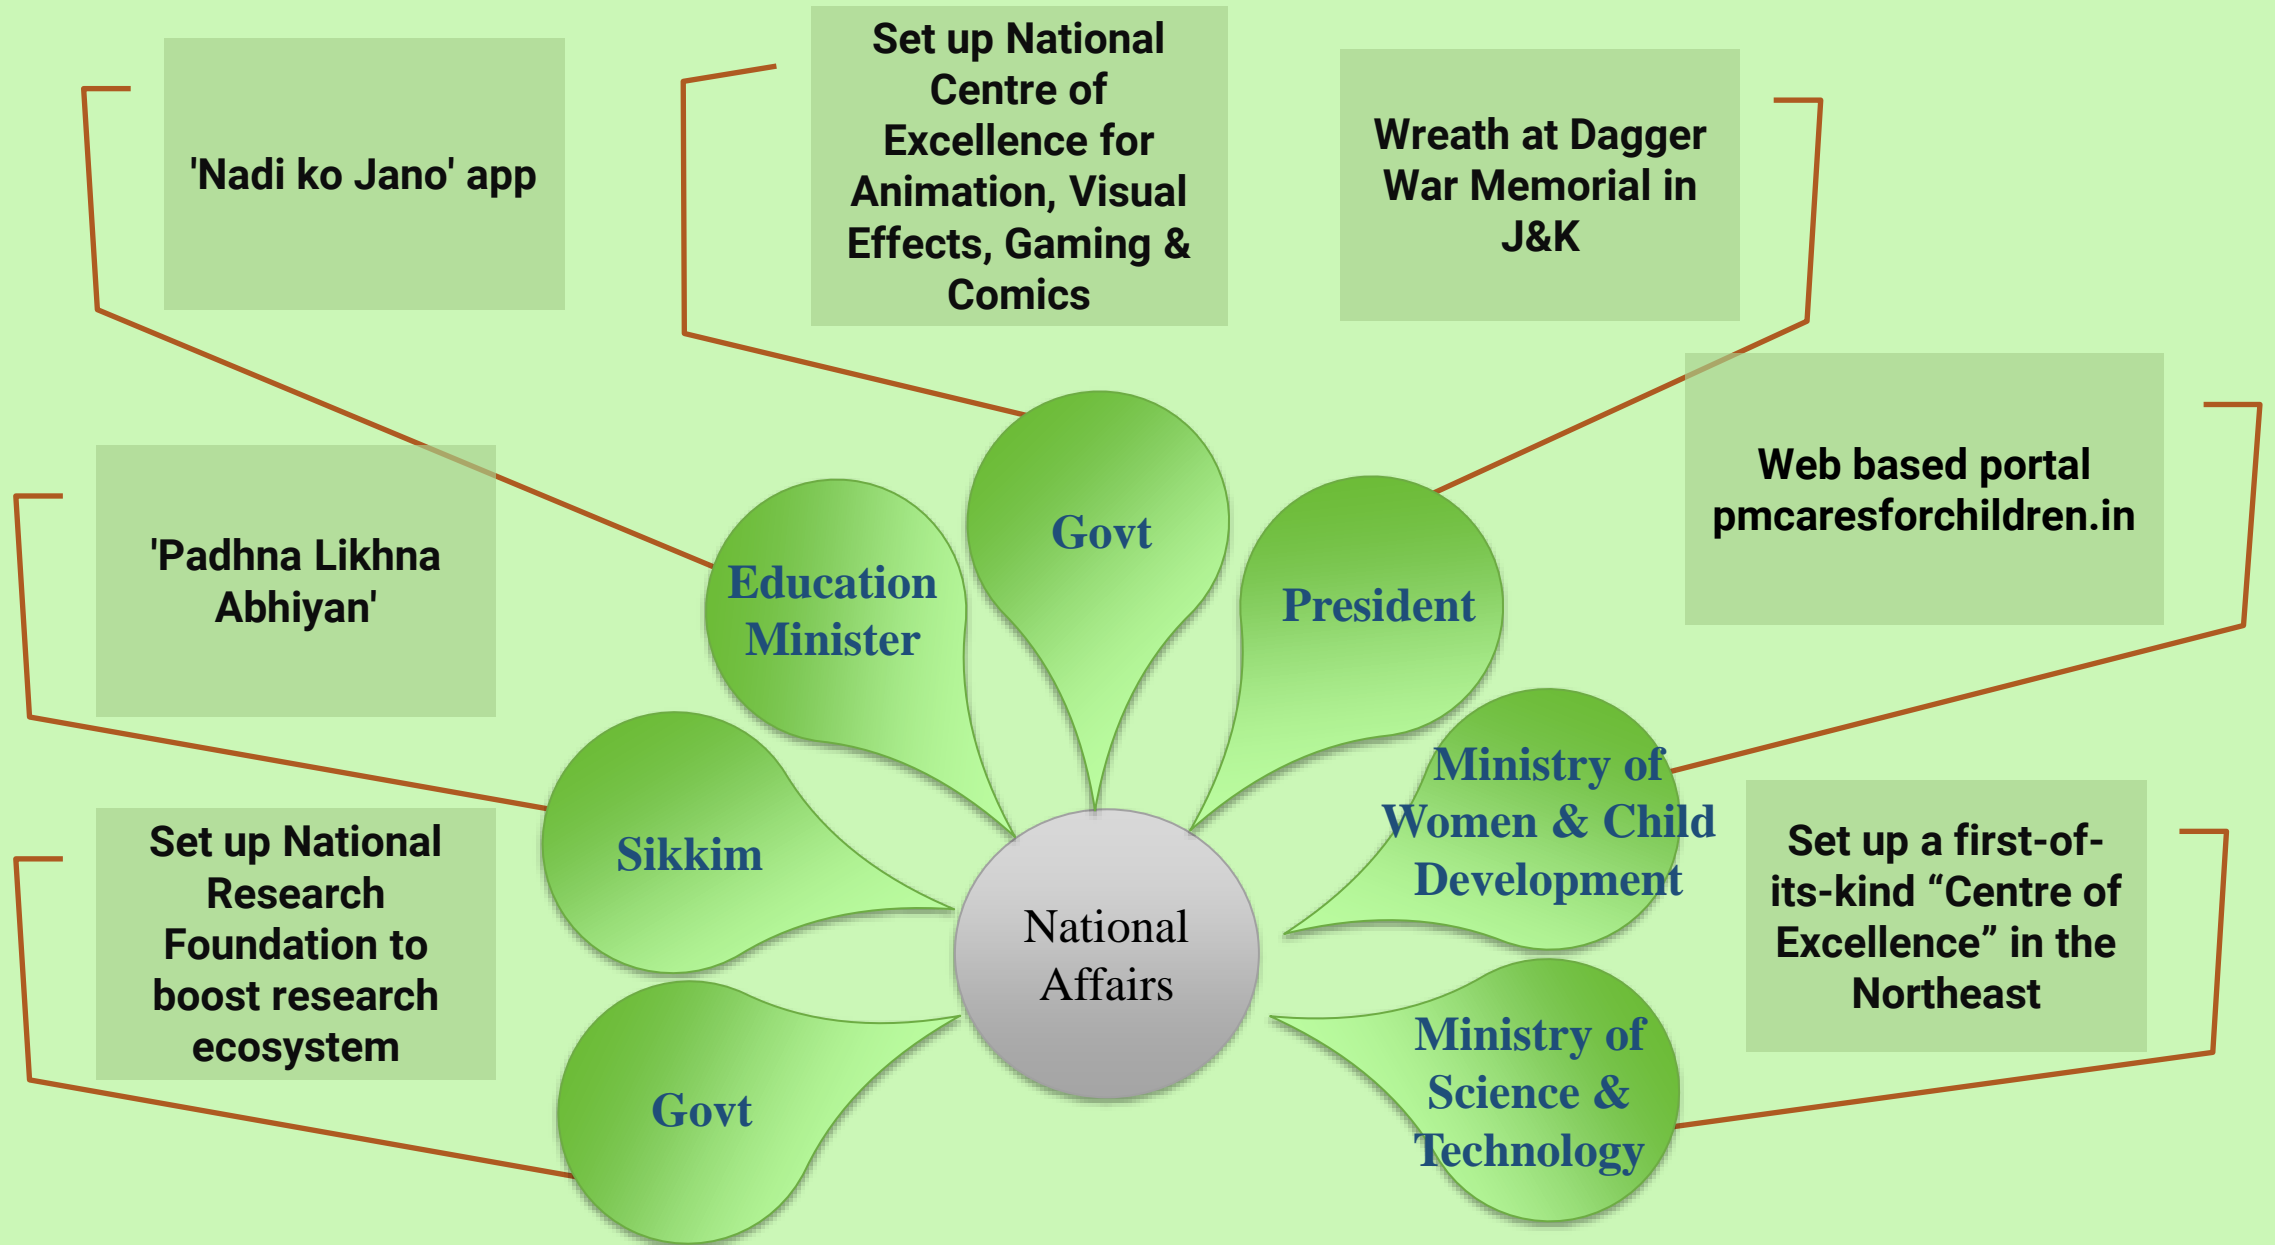 'Nadi ko Jano' app
Set up National
Centre of
Excellence for
Animation, Visual
Effects, Gaming &
Comics
Wreath at Dagger
War Memorial in
J&K
Web based portal
pmcaresforchildren.in
'Padhna Likhna
Abhiyan'
Govt
Education
Minister
President
Ministry of
Women & Child
Development
Sikkim
Set up National
Research
Foundation to
boost research
ecosystem
Set up a first-of-
its-kind “Centre of
Excellence” in the
Northeast
National
Affairs
Govt
Ministry of
Science &
Technology